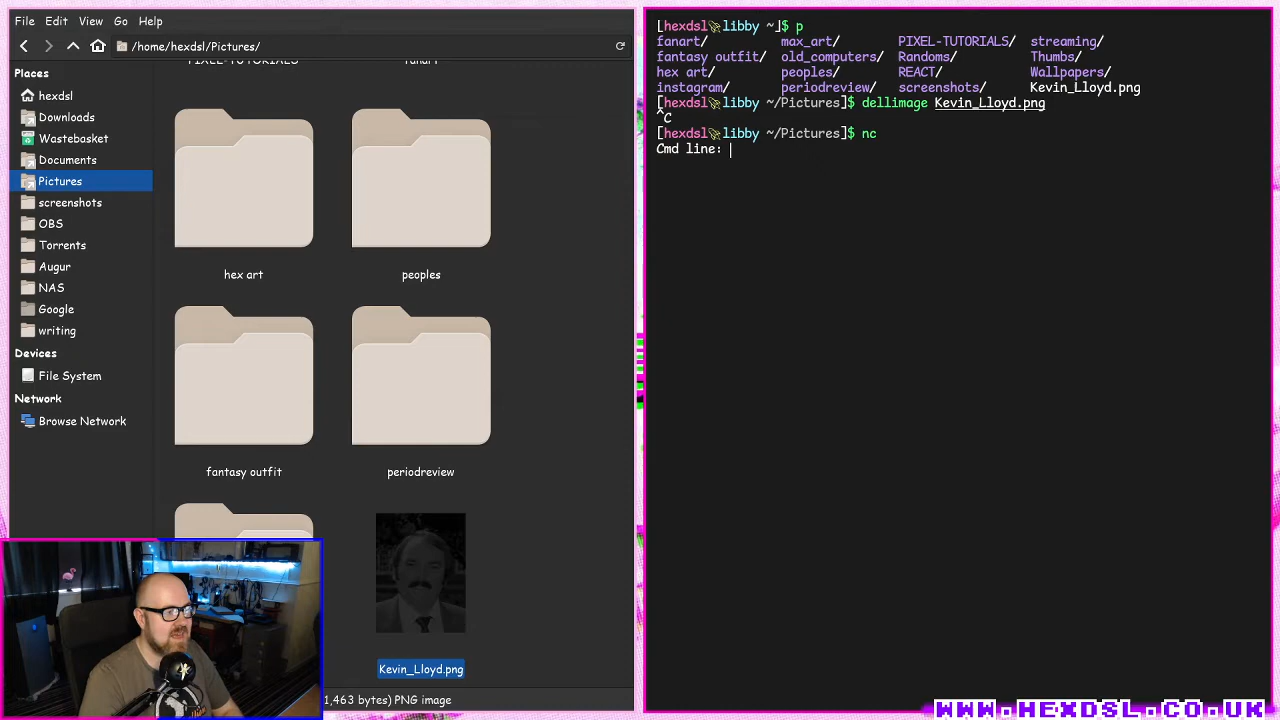 File Edit View Go Help
/home/hexdsl/Pictures/
Places
hexdsl
Downloads
Wastebasket
Documents
Pictures
screenshots
OBS
Torrents
Augur
NAS
Google
writing
Devices
File System
Network
Browse Network
PIXEL-TUTORIALS fanart
hex art peoples
fantasy outfit periodreview
Kevin_Lloyd.png
1,463 bytes) PNG image
[hexdsl libby ~]$ p
fanart/ max_art/ PIXEL-TUTORIALS/ streaming/
fantasy outfit/ old_computers/ Randoms/ Thumbs/
hex art/ peoples/ REACT/ Wallpapers/
instagram/ periodreview/ screenshots/ Kevin_Lloyd.png
[hexdsl libby ~/Pictures]$ dellimage Kevin_Lloyd.png
^C
[hexdsl libby ~/Pictures]$ nc
Cmd line:
WWW.HEXDSL.CO.UK